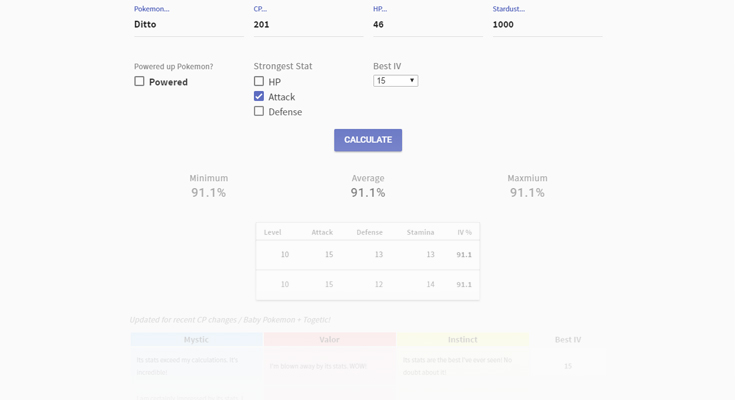 Pokemon... CP... HP... Stardust...
Ditto 201 46 1000
Powered up Pokemon? Strongest Stat Best IV
Powered HP 15
Attack
Defense
CALCULATE
Minimum Average Maxmium
91.1% 91.1% 91.1%
Level Attack Defense Stamina IV %
10 15 13 13 91.1
10 15 12 14 91.1
Updated for recent CP changes / Baby Pokemon + Togetic!
Mystic Valor Instinct Best IV
Its stats exceed my calculations. It's
incredible! I'm blown away by its stats. WOW! Its stats are the best I've ever seen! No
doubt about it. 15